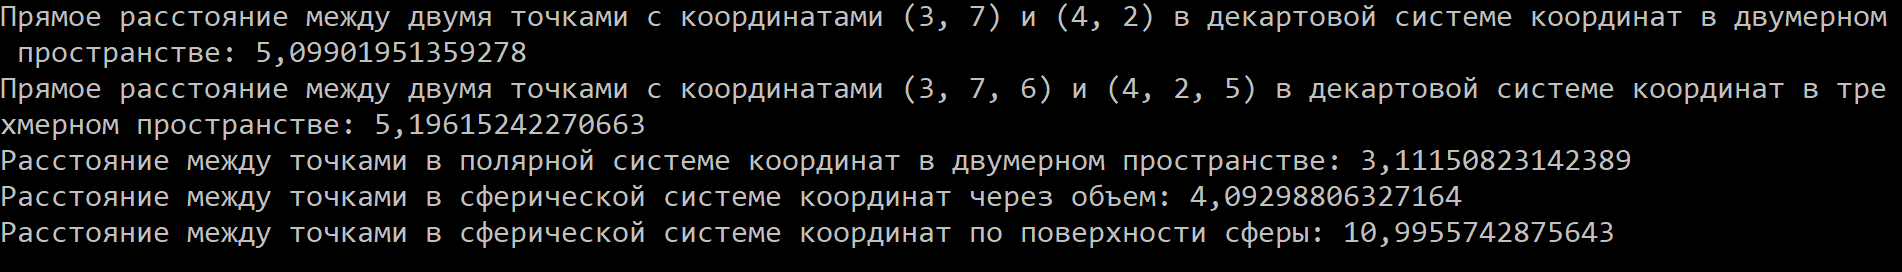 Прямое расстояние между двумя точками с координатами (3, 7) и (4, 2) в декартовой системе координат в двумерном
пространстве: 5,09901951359278
Прямое расстояние между двумя точками с координатами (3, 7, 6) и (4, 2, 5) в декартовой системе координат в тре
хмерном пространстве: 5,19615242270663
Расстояние между точками в полярной системе координат в двумерном пространстве: 3,11150823142389
Расстояние между точками в сферической системе координат через объем: 4,09298806327164
Расстояние между точками в сферической системе координат по поверхности сферы: 10,9955742875643